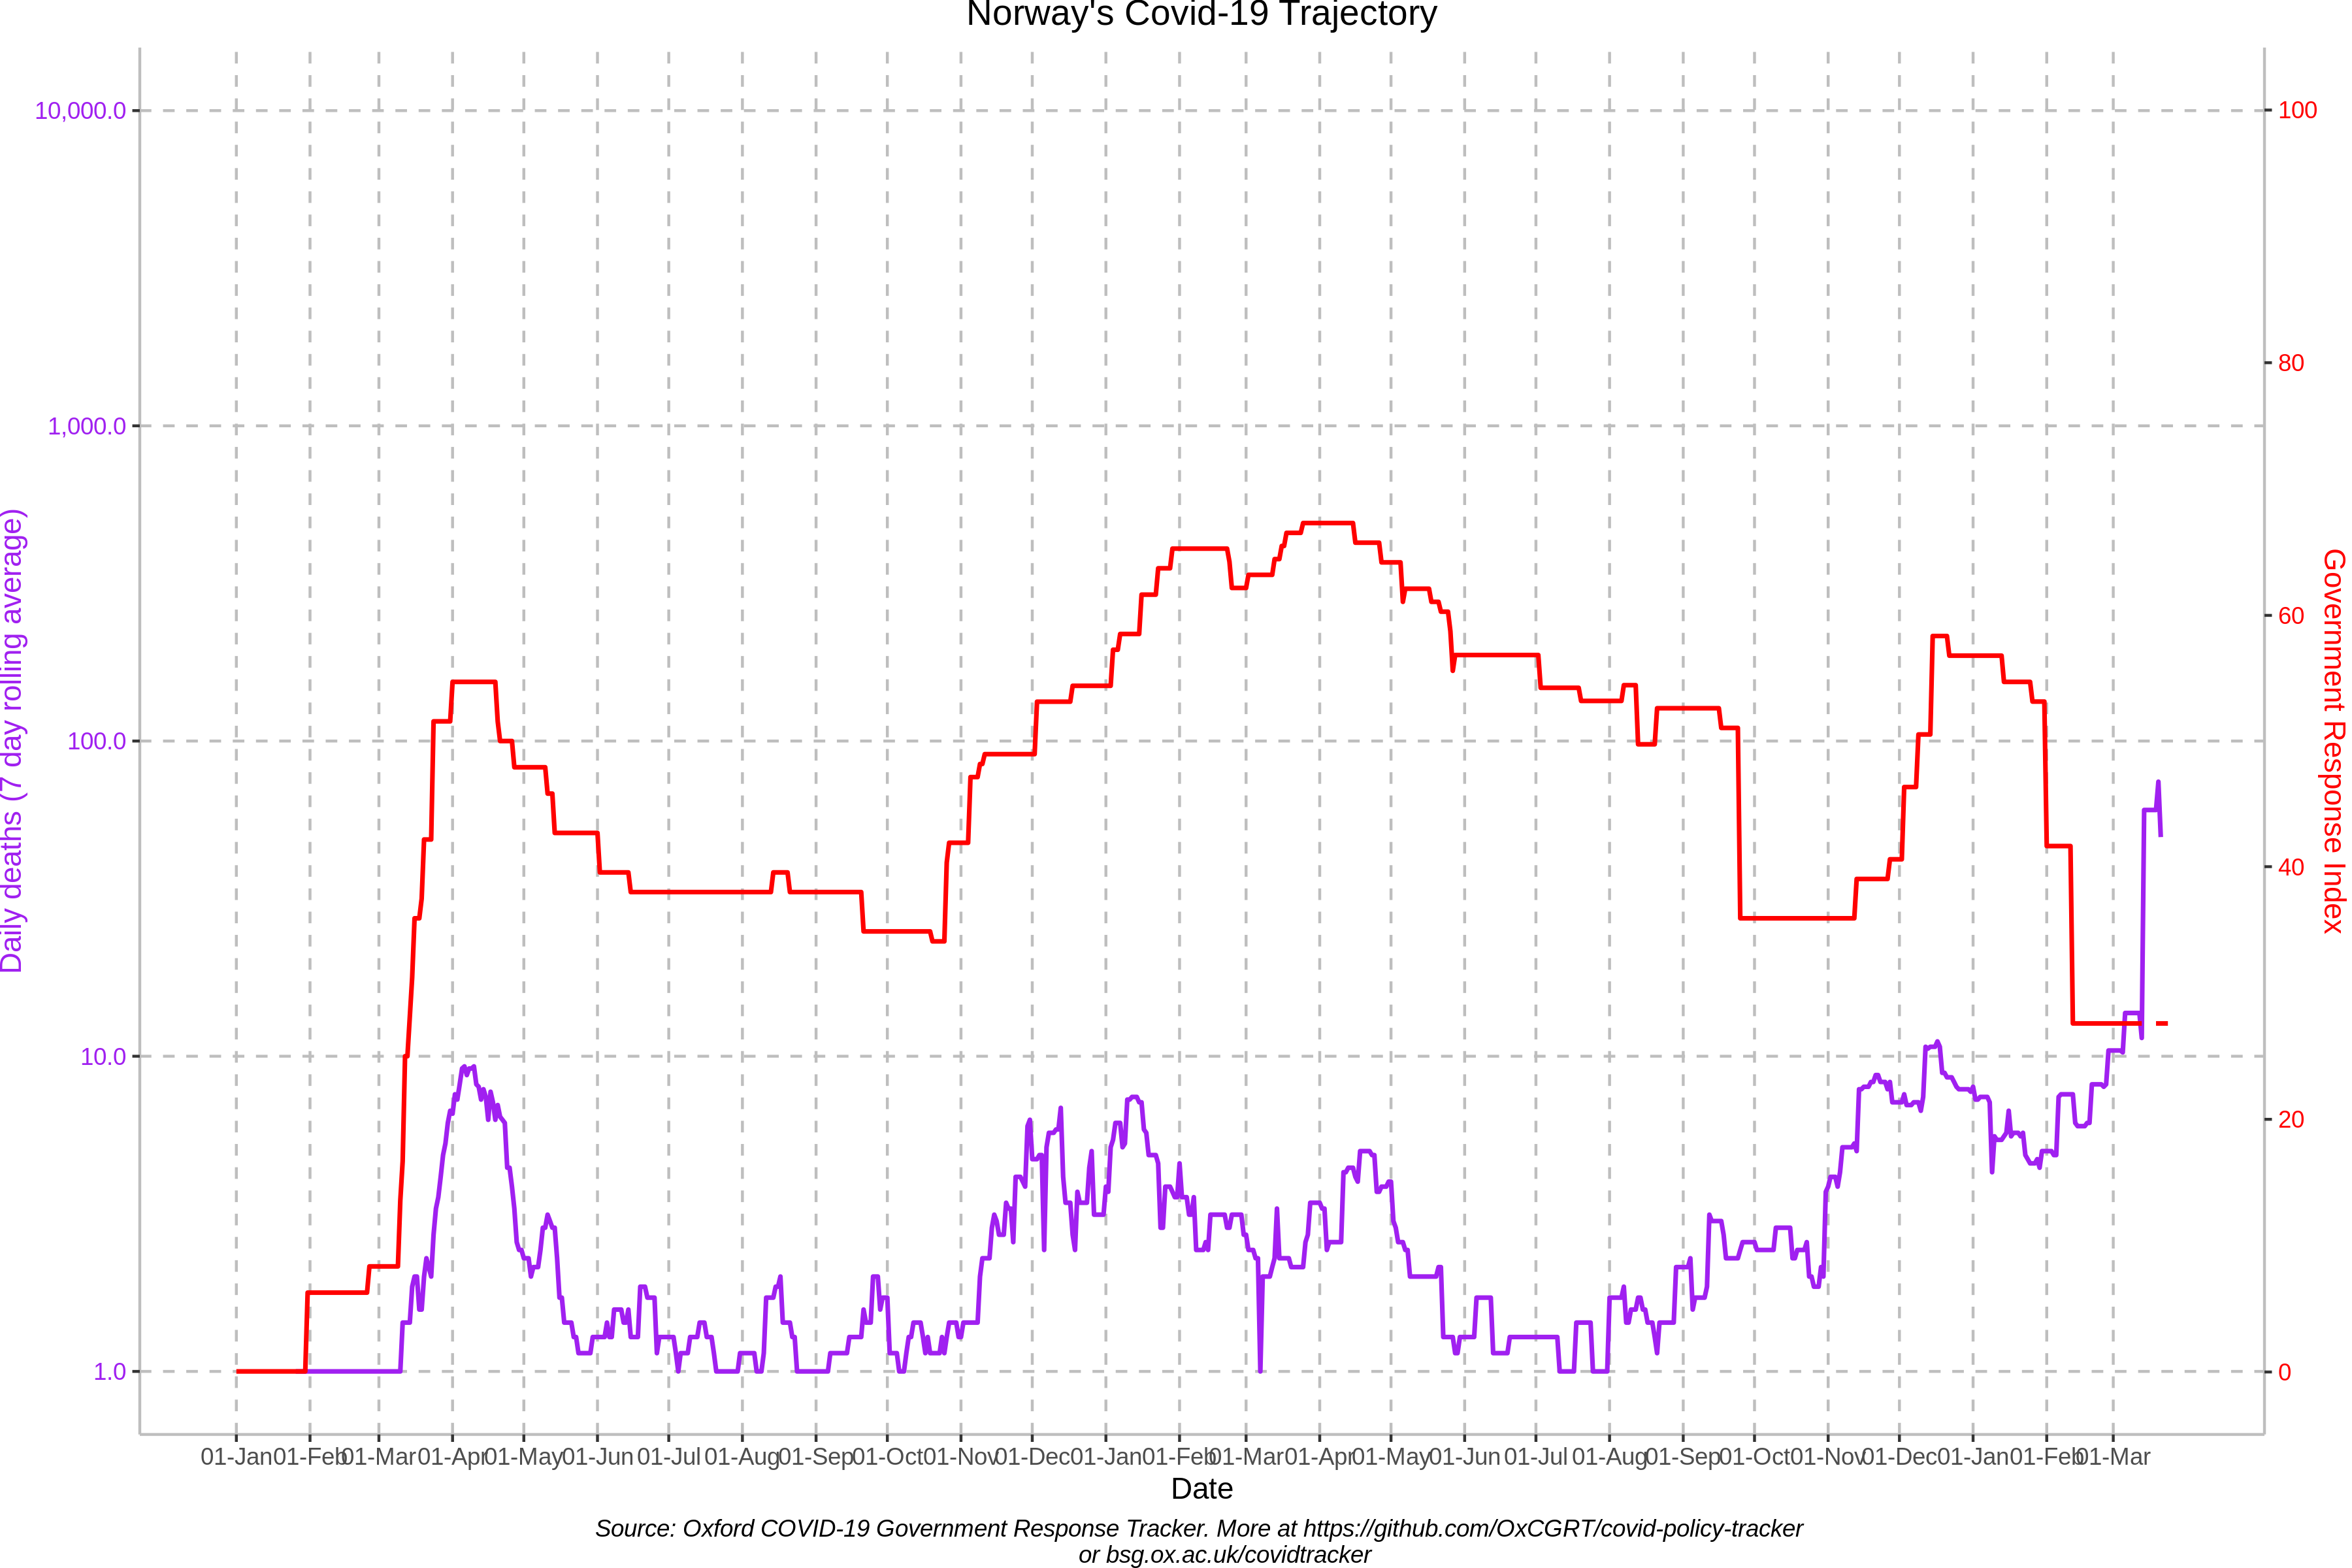 Norway's Covid-19 Trajectory
Daily deaths (7 day rolling average)
10,000.0
1,000.0
100.0
10.0
1.0
100
80
60
40
20
0
Government Response Index
01-Jan 01-Feb 01-Mar 01-Apr 01-May 01-Jun 01-Jul 01-Aug 01-Sep 01-Oct 01-Nov 01-Dec 01-Jan 01-Feb 01-Mar 01-Apr 01-May 01-Jun 01-Jul 01-Aug 01-Sep 01-Oct 01-Nov 01-Dec 01-Jan 01-Feb 01-Mar
Date
Source: Oxford COVID-19 Government Response Tracker. More at https://github.com/OxCGRT/covid-policy-tracker
or bsg.ox.ac.uk/covidtracker